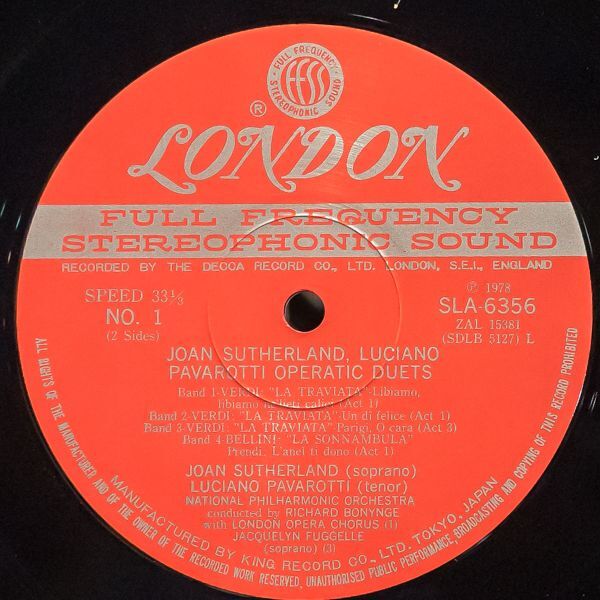 FULL FREQUENCY
FFSS
STEREOPHONIC SOUND
®
LONDON
FULL FREQUENCY
STEREOPHONIC SOUND
RECORDED BY THE DECCA RECORD CO., LTD. LONDON, S.E.I., ENGLAND
SPEED 33⅓
NO. 1
(2 Sides)
℗ 1978
SLA-6356
ZAL 15381
(SDLB 5127) L
JOAN SUTHERLAND, LUCIANO
PAVAROTTI OPERATIC DUETS
Band 1-VERDI: "LA TRAVIATA"-Libiamo,
libiamo ne'lieti calici (Act 1)
Band 2-VERDI: "LA TRAVIATA"-Un di felice (Act 1)
Band 3-VERDI: "LA TRAVIATA" Parigi, O cara (Act 3)
Band 4-BELLINI: "LA SONNAMBULA"
Prendi, L'anel ti dono (Act 1)
JOAN SUTHERLAND (soprano)
LUCIANO PAVAROTTI (tenor)
NATIONAL PHILHARMONIC ORCHESTRA
conducted by RICHARD BONYNGE
with LONDON OPERA CHORUS (1)
JACQUELYN FUGGELLE
(soprano) (3)
MANUFACTURED BY KING RECORD CO., LTD. TOKYO, JAPAN
ALL RIGHTS OF THE MANUFACTURER AND OF THE OWNER OF THE RECORDED WORK RESERVED, UNAUTHORISED PUBLIC PERFORMANCE, BROADCASTING AND COPYING OF THIS RECORD PROHIBITED